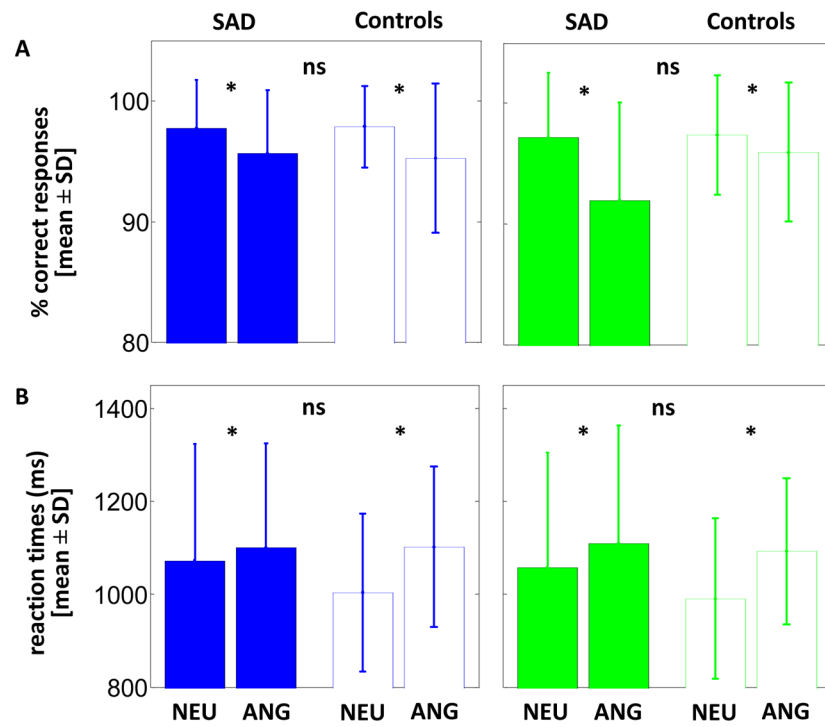 SAD Controls SAD Controls
A
ns ns
* * * *
100
90
80
% correct responses
[mean ± SD]
B
ns ns
* * * *
1400
1200
1000
800
reaction times (ms)
[mean ± SD]
NEU ANG NEU ANG NEU ANG NEU ANG